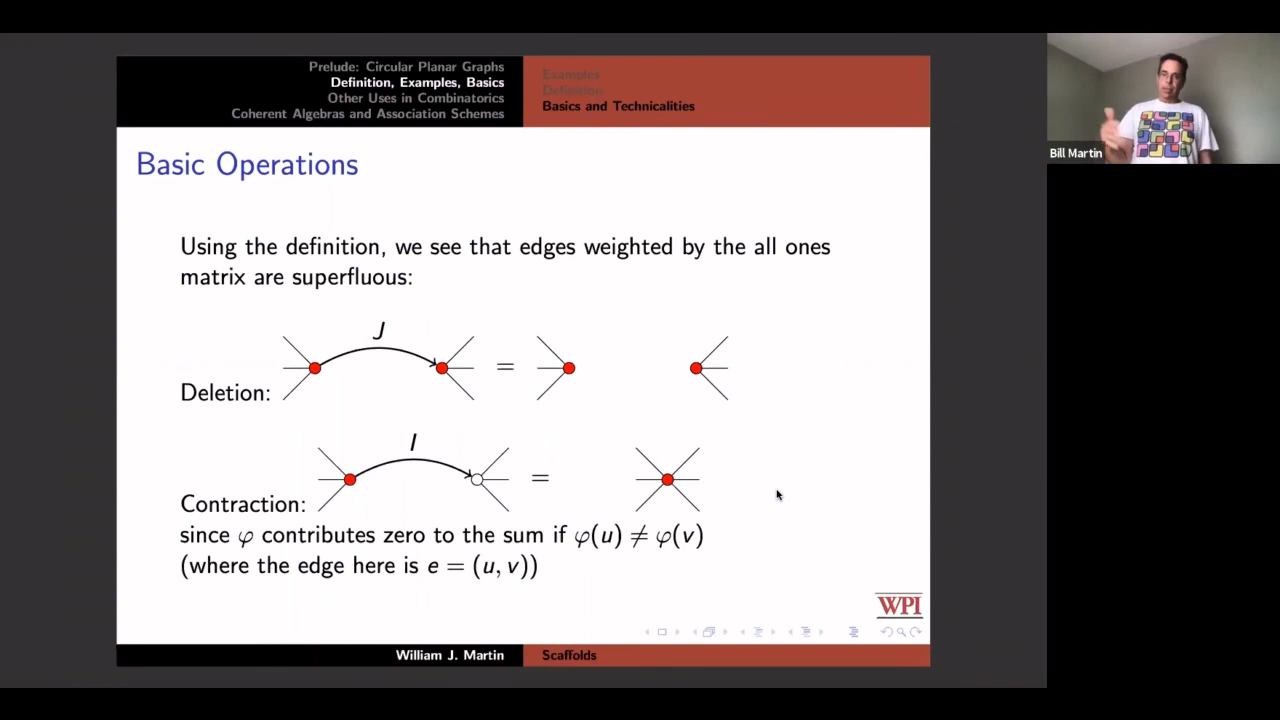 Prelude: Circular Planar Graphs
Definition, Examples, Basics
Other Uses in Combinatorics
Coherent Algebras and Association Schemes
Examples
Definition
Basics and Technicalities
Bill Martin
Basic Operations
Using the definition, we see that edges weighted by the all ones
matrix are superfluous:
J
=
Deletion:
I
=
Contraction:
since φ contributes zero to the sum if φ(u) ≠ φ(v)
(where the edge here is e = (u, v))
WPI
William J. Martin
Scaffolds